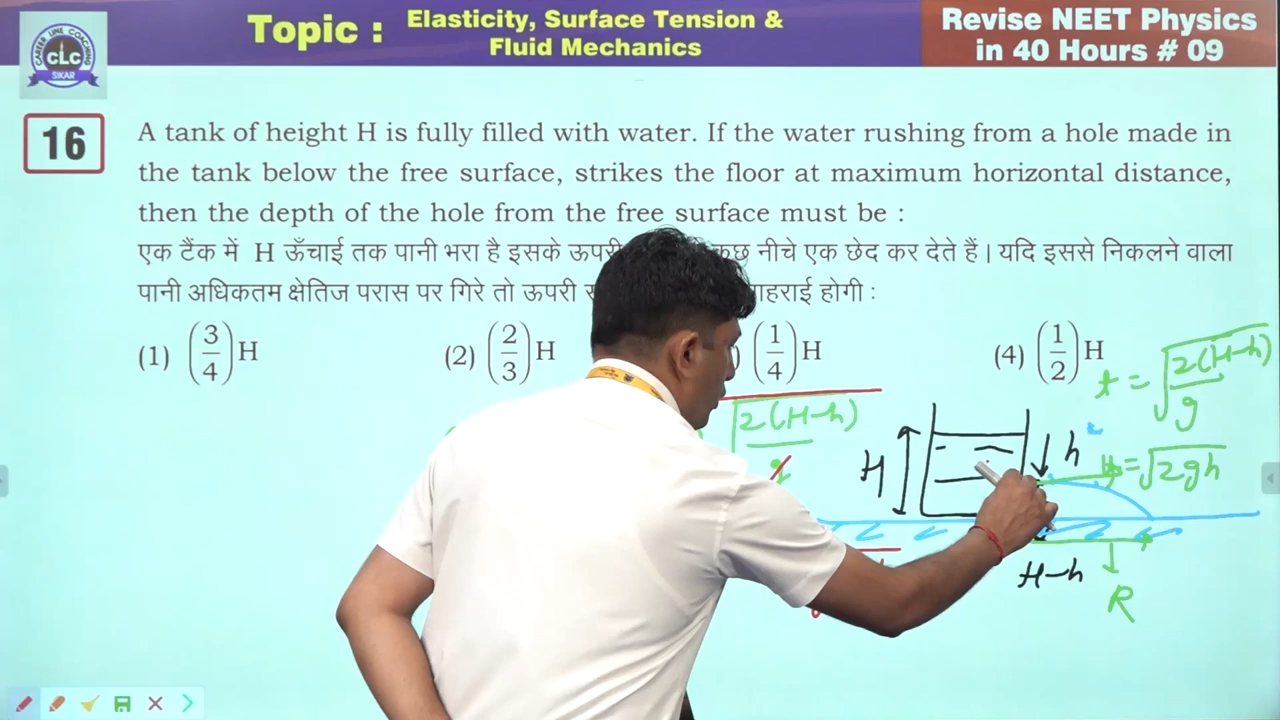 CAREER LINE COACHING
CLC
SIKAR
Topic :
Elasticity, Surface Tension &
Fluid Mechanics
Revise NEET Physics
in 40 Hours # 09
16
A tank of height H is fully filled with water. If the water rushing from a hole made in
the tank below the free surface, strikes the floor at maximum horizontal distance,
then the depth of the hole from the free surface must be :
एक टैंक में H ऊँचाई तक पानी भरा है इसके ऊपरी कुछ नीचे एक छेद कर देते हैं। यदि इससे निकलने वाला
पानी अधिकतम क्षैतिज परास पर गिरे तो ऊपरी गहराई होगी :
(1) (3/4)H
(2) (2/3)H
(1/4)H
(4) (1/2)H
t = √(2(H-h)/g)
√(2(H-h)/g)
H
h
= √2gh
H-h
R